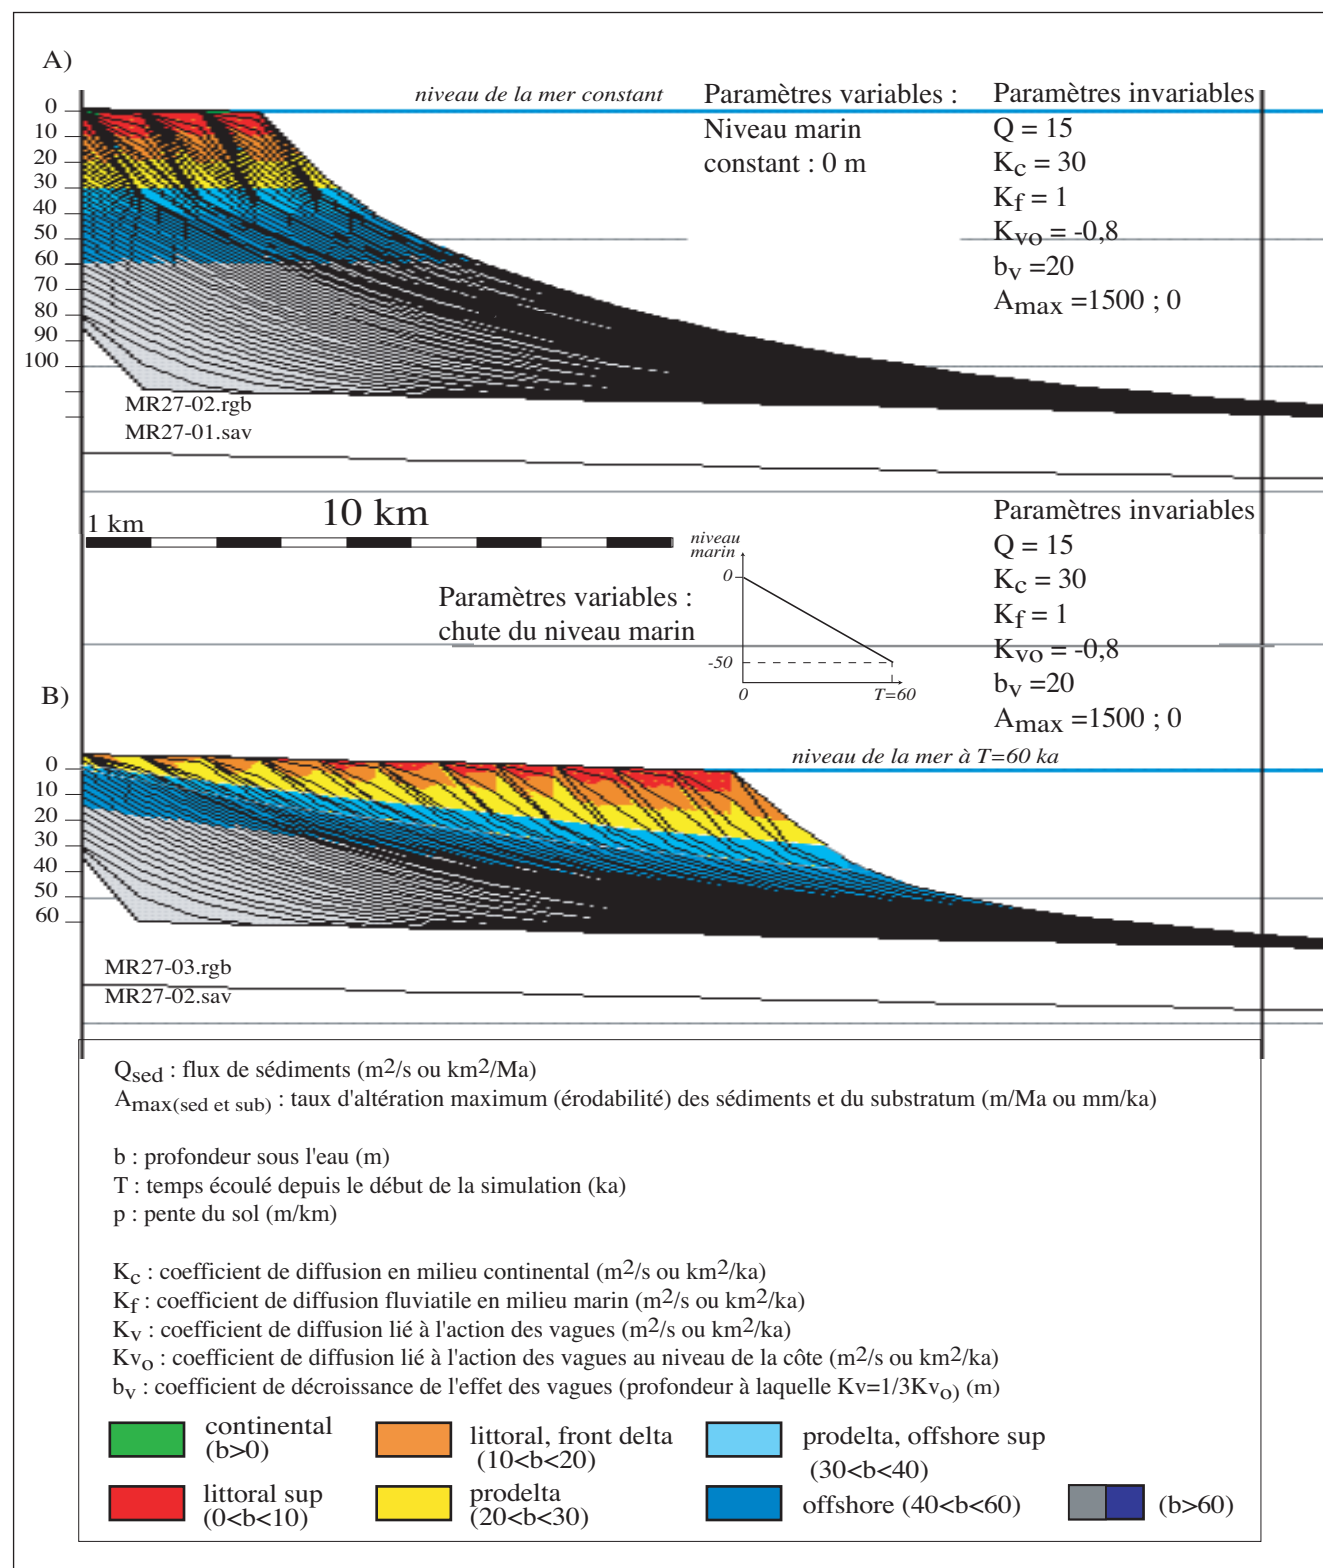 A)
niveau de la mer constant
Paramètres variables :
Niveau marin
constant : 0 m
Paramètres invariables
Q = 15
Kc = 30
Kf = 1
Kvo = -0,8
bv =20
Amax =1500 ; 0
0
10
20
30
40
50
60
70
80
90
100
MR27-02.rgb
MR27-01.sav
1 km
10 km
Paramètres variables :
chute du niveau marin
niveau
marin
0
-50
0
T=60
Paramètres invariables
Q = 15
Kc = 30
Kf = 1
Kvo = -0,8
bv =20
Amax =1500 ; 0
B)
niveau de la mer à T=60 ka
0
10
20
30
40
50
60
MR27-03.rgb
MR27-02.sav
Qsed : flux de sédiments (m2/s ou km2/Ma)
Amax(sed et sub) : taux d'altération maximum (érodabilité) des sédiments et du substratum (m/Ma ou mm/ka)
b : profondeur sous l'eau (m)
T : temps écoulé depuis le début de la simulation (ka)
p : pente du sol (m/km)
Kc : coefficient de diffusion en milieu continental (m2/s ou km2/ka)
Kf : coefficient de diffusion fluviatile en milieu marin (m2/s ou km2/ka)
Kv : coefficient de diffusion lié à l'action des vagues (m2/s ou km2/ka)
Kvo : coefficient de diffusion lié à l'action des vagues au niveau de la côte (m2/s ou km2/ka)
bv : coefficient de décroissance de l'effet des vagues (profondeur à laquelle Kv=1/3Kvo) (m)
continental
(b>0)
littoral, front delta
(10<b<20)
prodelta, offshore sup
(30<b<40)
littoral sup
(0<b<10)
prodelta
(20<b<30)
offshore (40<b<60)
(b>60)